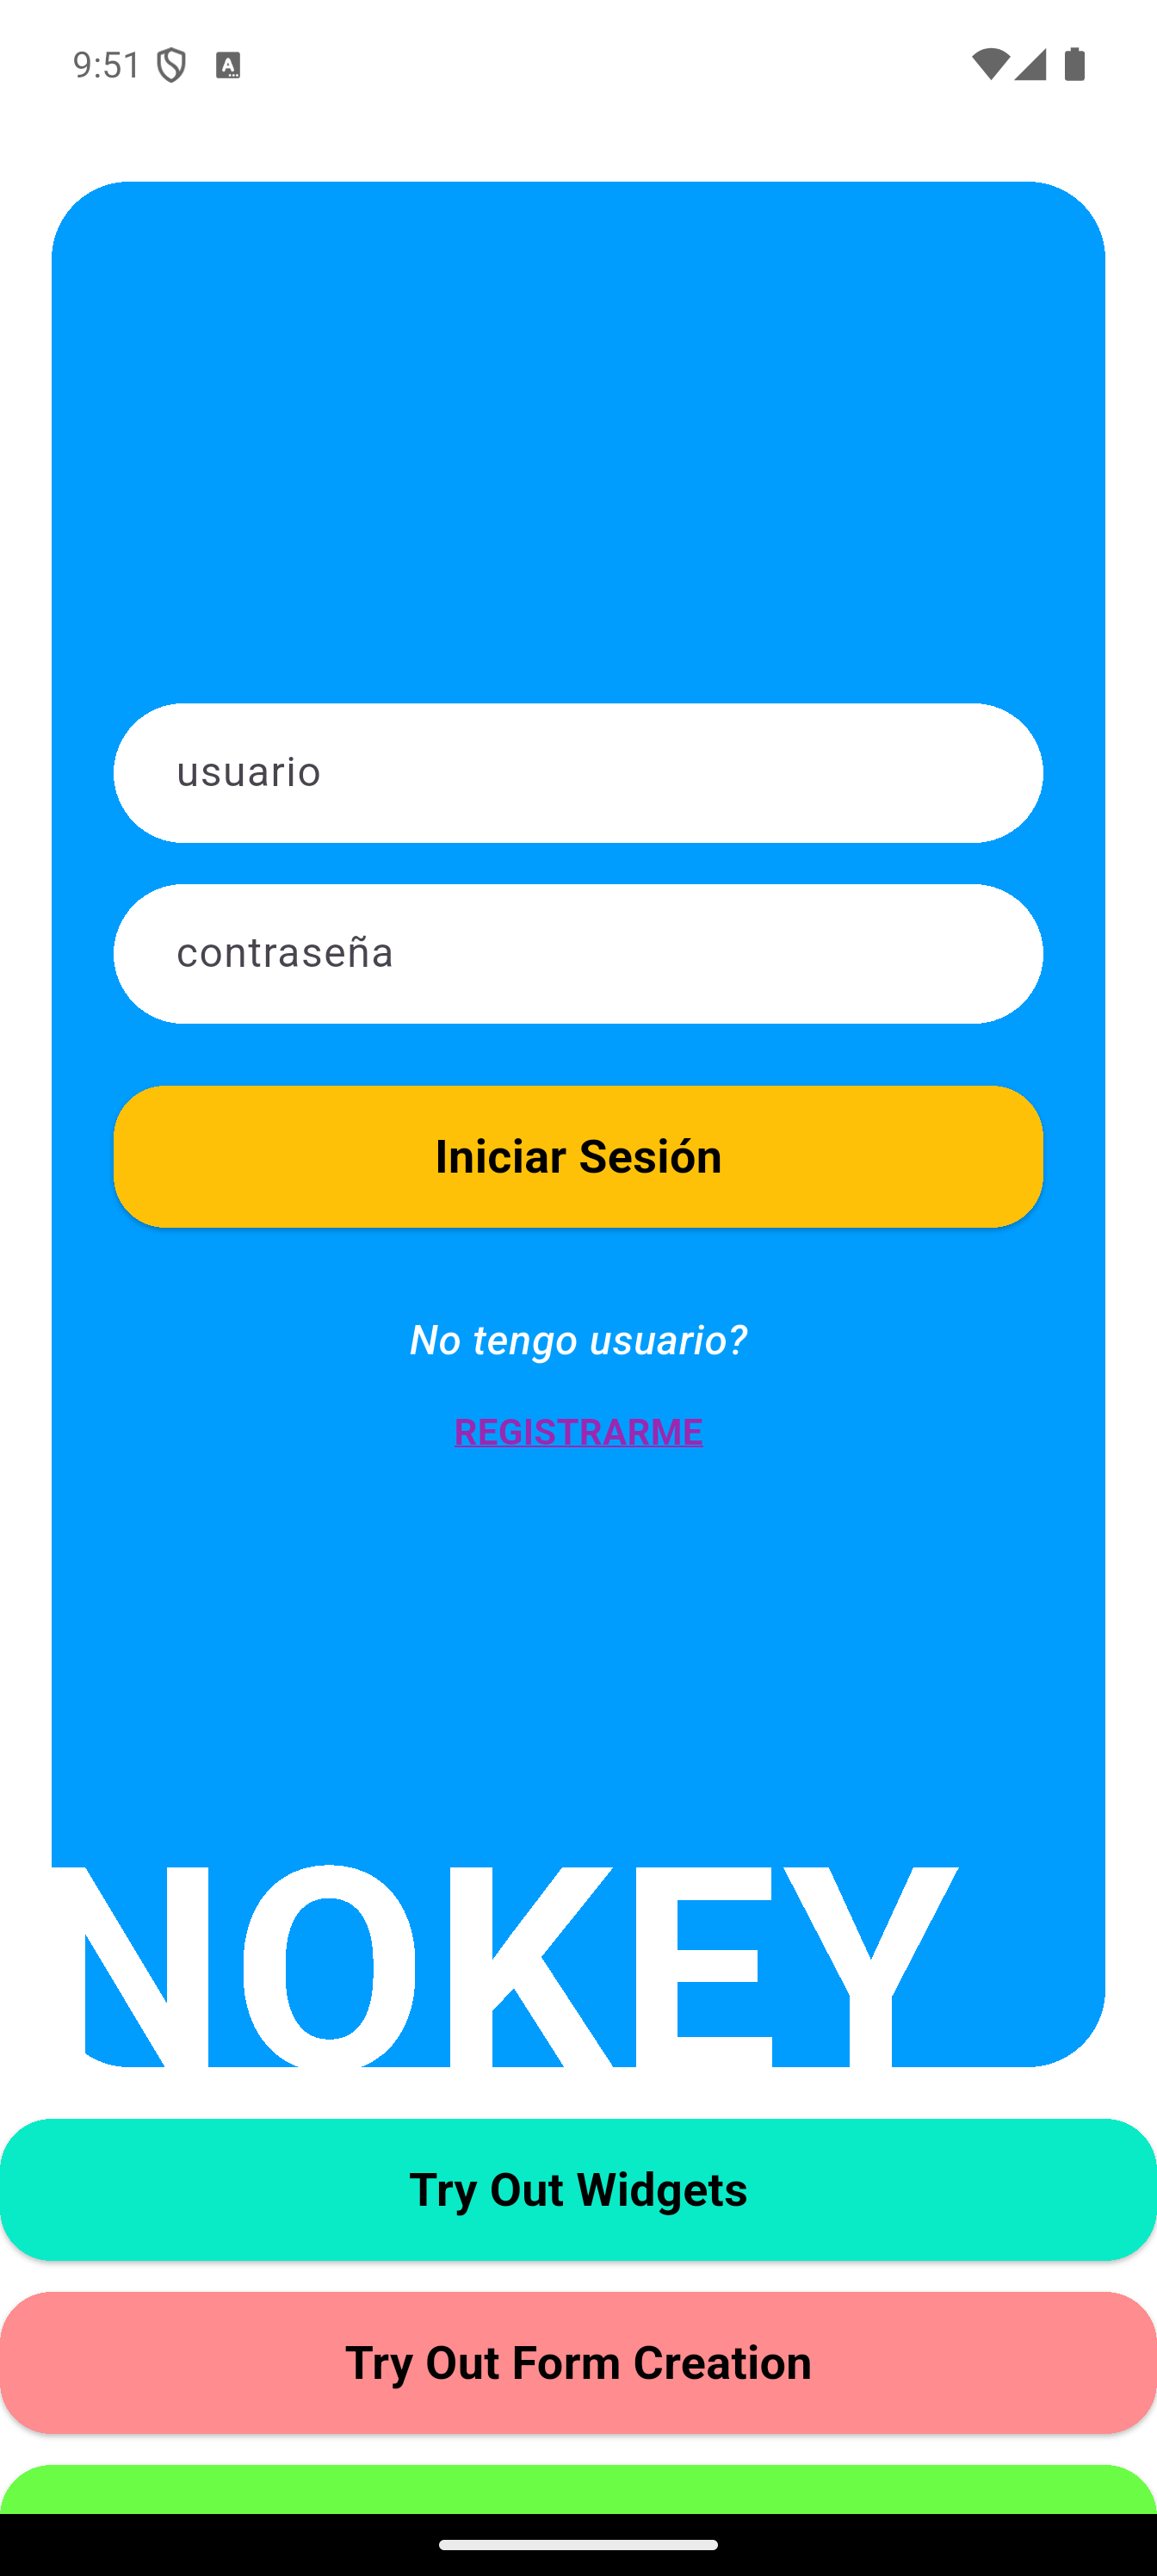 9:51
usuario
contraseña
Iniciar Sesión
No tengo usuario?
REGISTRARME
NOKEY
Try Out Widgets
Try Out Form Creation